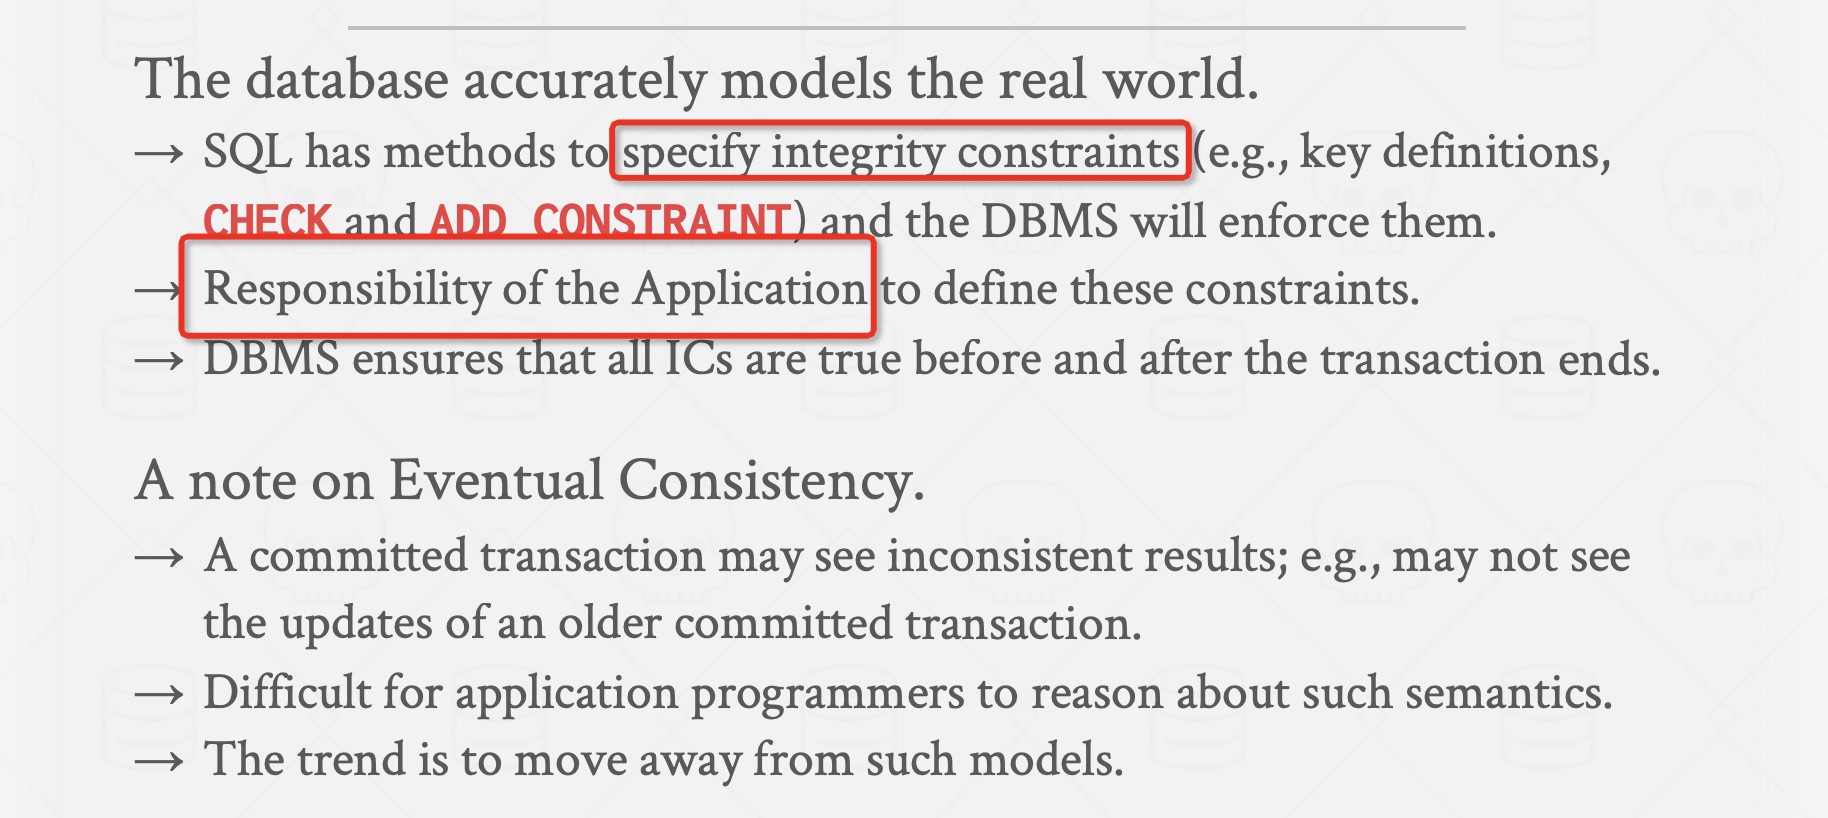 The database accurately models the real world.
→ SQL has methods to specify integrity constraints (e.g., key definitions,
CHECK and ADD CONSTRAINT) and the DBMS will enforce them.
→ Responsibility of the Application to define these constraints.
→ DBMS ensures that all ICs are true before and after the transaction ends.
A note on Eventual Consistency.
→ A committed transaction may see inconsistent results; e.g., may not see
the updates of an older committed transaction.
→ Difficult for application programmers to reason about such semantics.
→ The trend is to move away from such models.